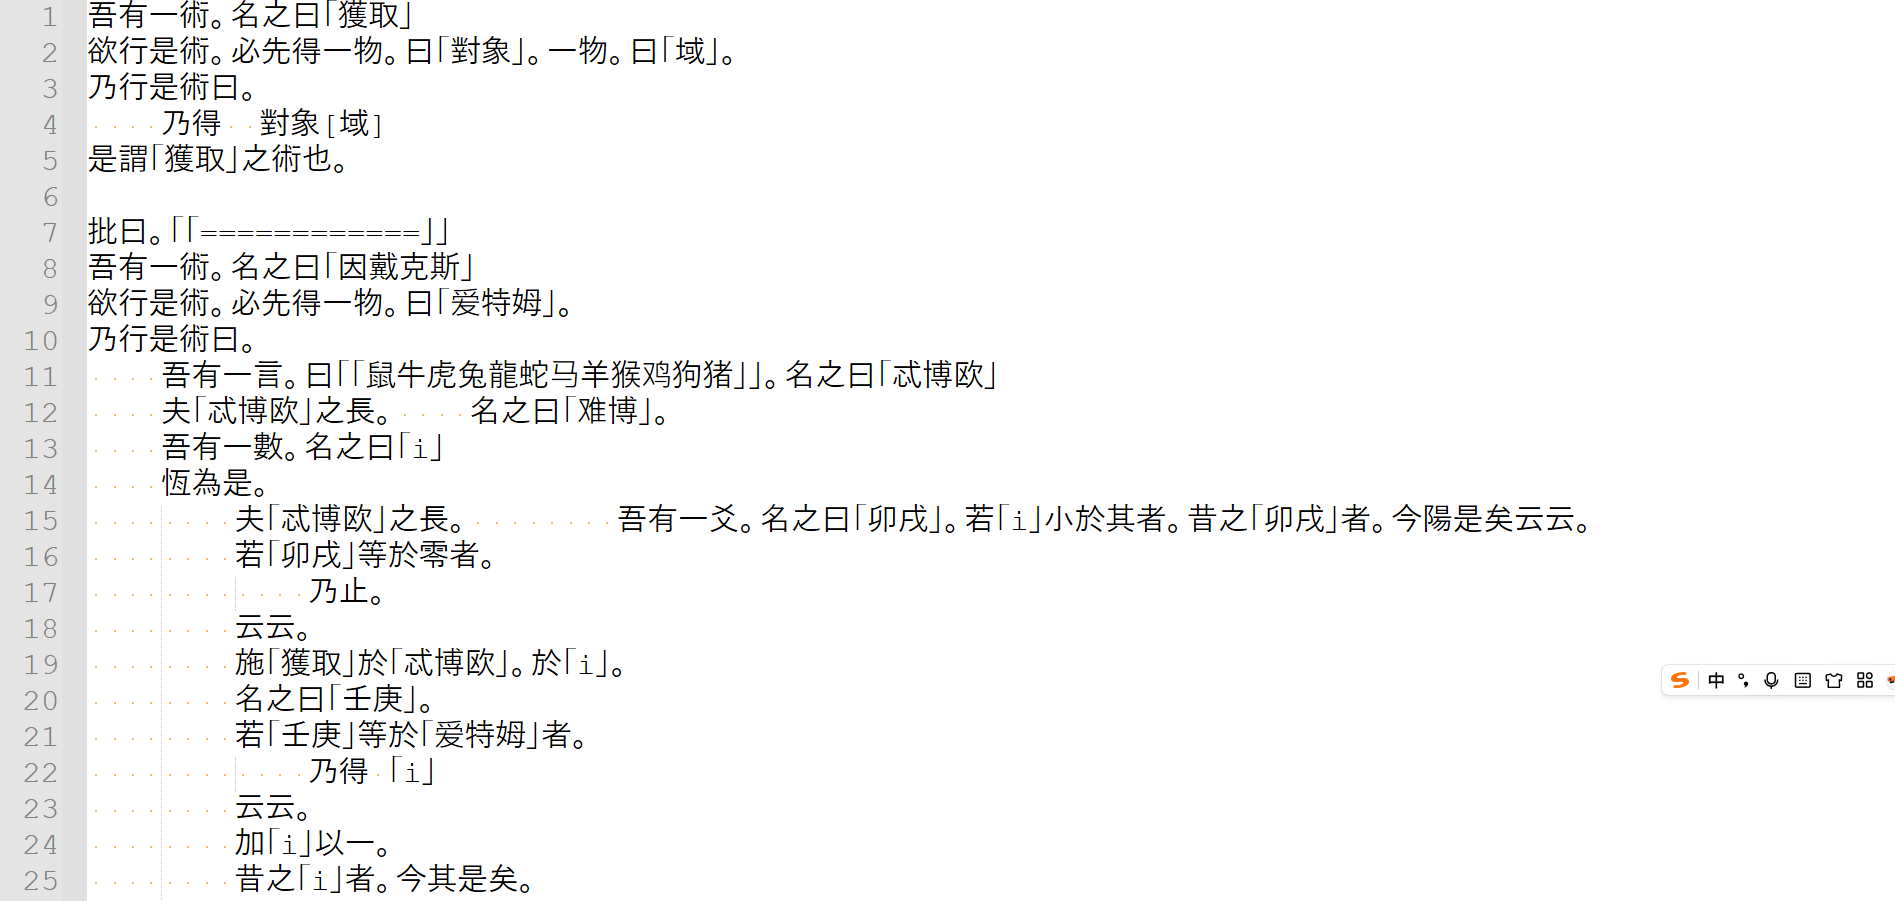 1 吾有一術。名之曰「獲取」
2 欲行是術。必先得一物。曰「對象」。一物。曰「域」。
3 乃行是術曰。
4 乃得 對象[域]
5 是謂「獲取」之術也。
6
7 批曰。「「============」」
8 吾有一術。名之曰「因戴克斯」
9 欲行是術。必先得一物。曰「爱特姆」。
10 乃行是術曰。
11 吾有一言。曰「「鼠牛虎兔龍蛇马羊猴鸡狗猪」」。名之曰「忒博欧」
12 夫「忒博欧」之長。 名之曰「难博」。
13 吾有一數。名之曰「i」
14 恆為是。
15 夫「忒博欧」之長。 吾有一爻。名之曰「卯戌」。若「i」小於其者。昔之「卯戌」者。今陽是矣云云。
16 若「卯戌」等於零者。
17 乃止。
18 云云。
19 施「獲取」於「忒博欧」。於「i」。
20 名之曰「壬庚」。
21 若「壬庚」等於「爱特姆」者。
22 乃得 「i」
23 云云。
24 加「i」以一。
25 昔之「i」者。今其是矣。
中